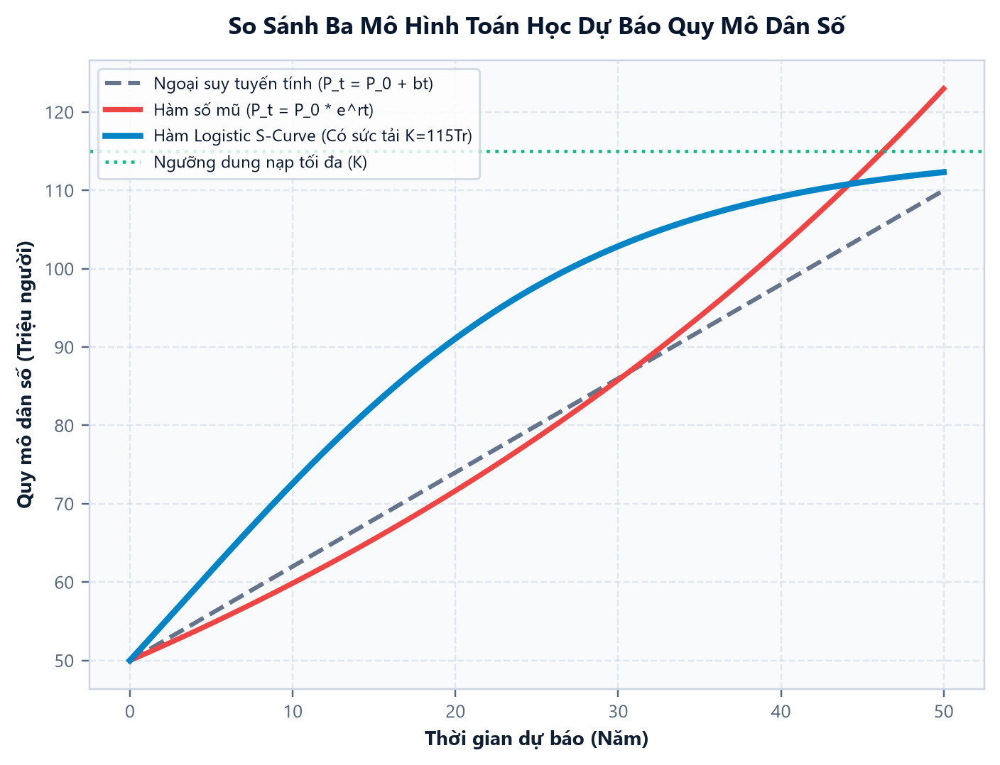 So Sánh Ba Mô Hình Toán Học Dự Báo Quy Mô Dân Số
Ngoại suy tuyến tính (P_t = P_0 + bt)
Hàm số mũ (P_t = P_0 * e^rt)
Hàm Logistic S-Curve (Có sức tải K=115Tr)
Ngưỡng dung nạp tối đa (K)
Quy mô dân số (Triệu người)
120
110
100
90
80
70
60
50
0 10 20 30 40 50
Thời gian dự báo (Năm)